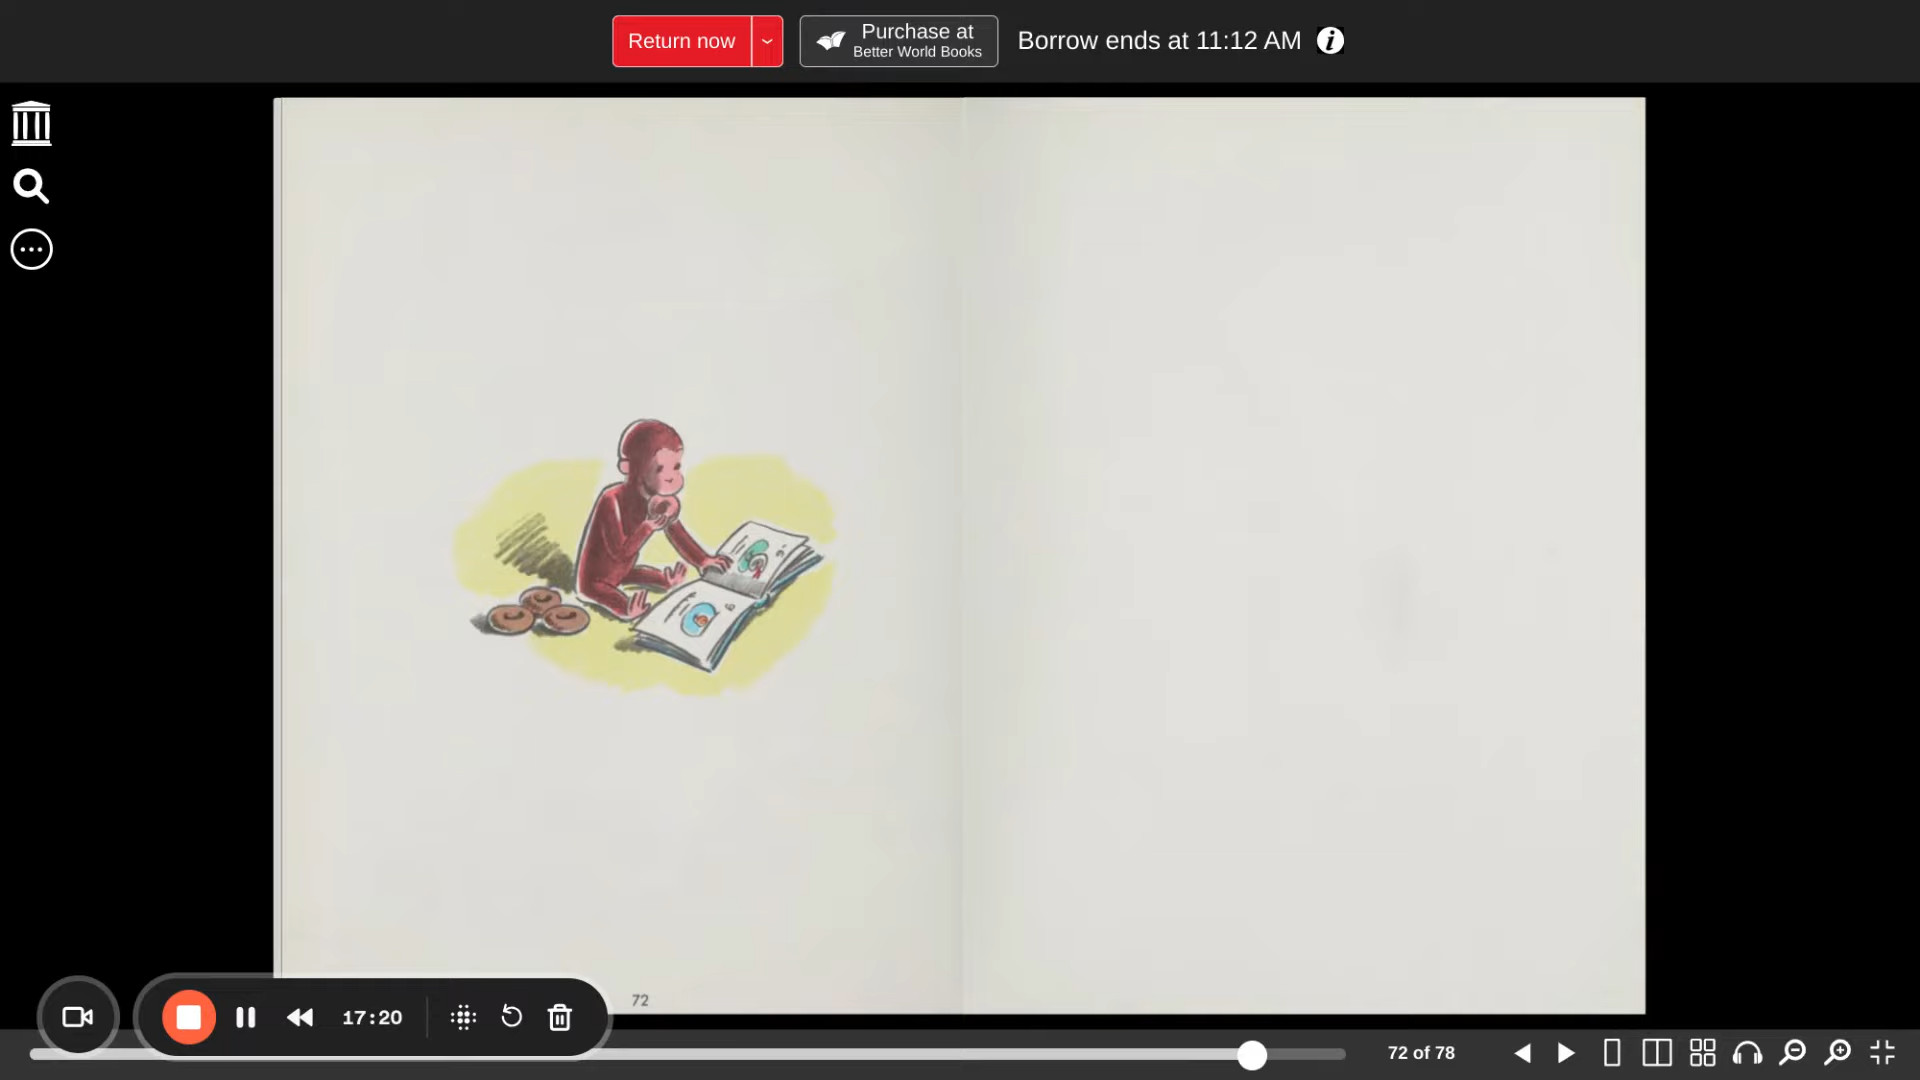 Return now
Purchase at
Better World Books
Borrow ends at 11:12 AM
72
17:20
72 of 78